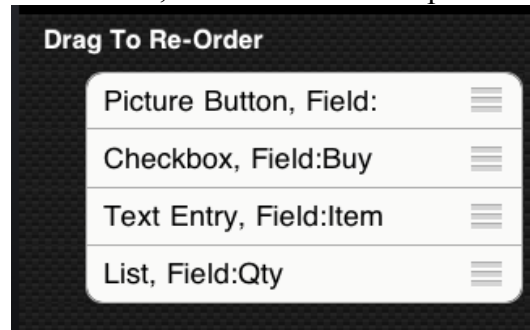 Drag To Re-Order
Picture Button, Field:
Checkbox, Field:Buy
Text Entry, Field:Item
List, Field:Qty